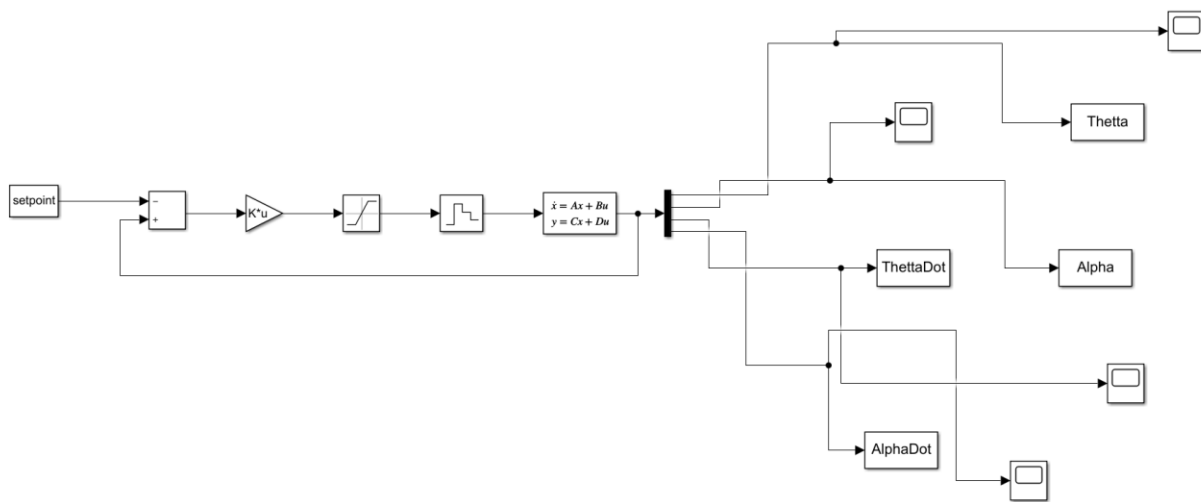 Thetta
setpoint
−
+
K*u
ẋ = Ax + Bu
y = Cx + Du
ThettaDot
Alpha
AlphaDot